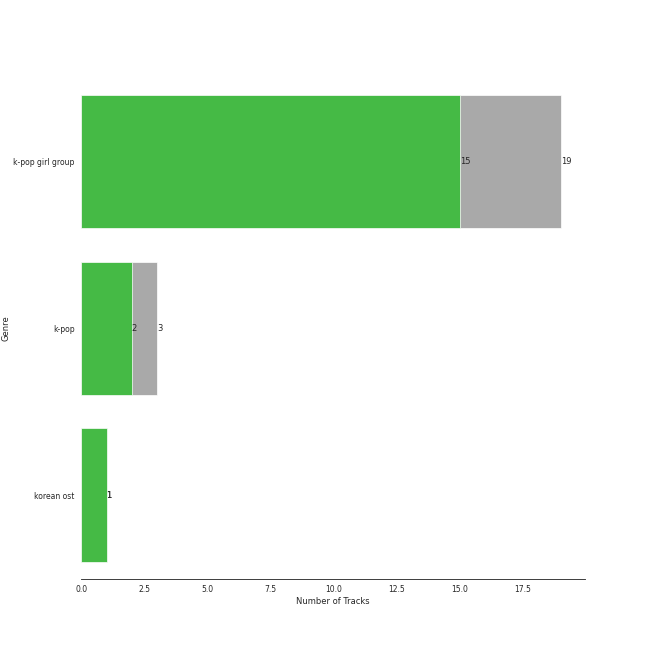 k-pop girl group
15
19
k-pop
2
3
Genre
korean ost
1
0.0 2.5 5.0 7.5 10.0 12.5 15.0 17.5
Number of Tracks